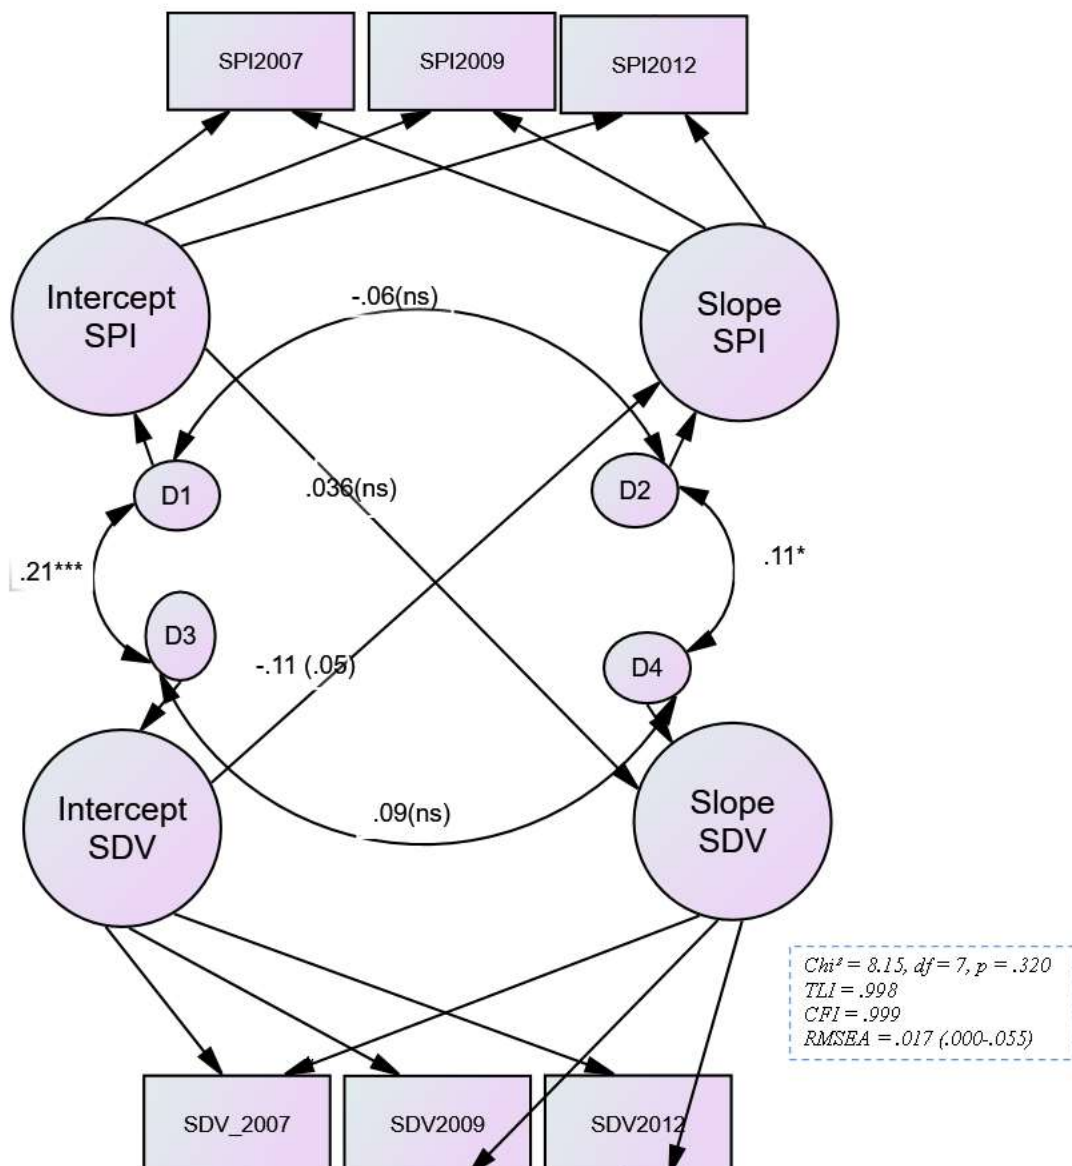 SPI2007
SPI2009
SPI2012
Intercept
SPI
-.06(ns)
Slope
SPI
.036(ns)
D1
D2
.21***
.11*
D3
-.11 (.05)
D4
Intercept
SDV
.09(ns)
Slope
SDV
Chi² = 8.15, df = 7, p = .320
TLI = .998
CFI = .999
RMSEA = .017 (.000-.055)
SDV_2007
SDV2009
SDV2012